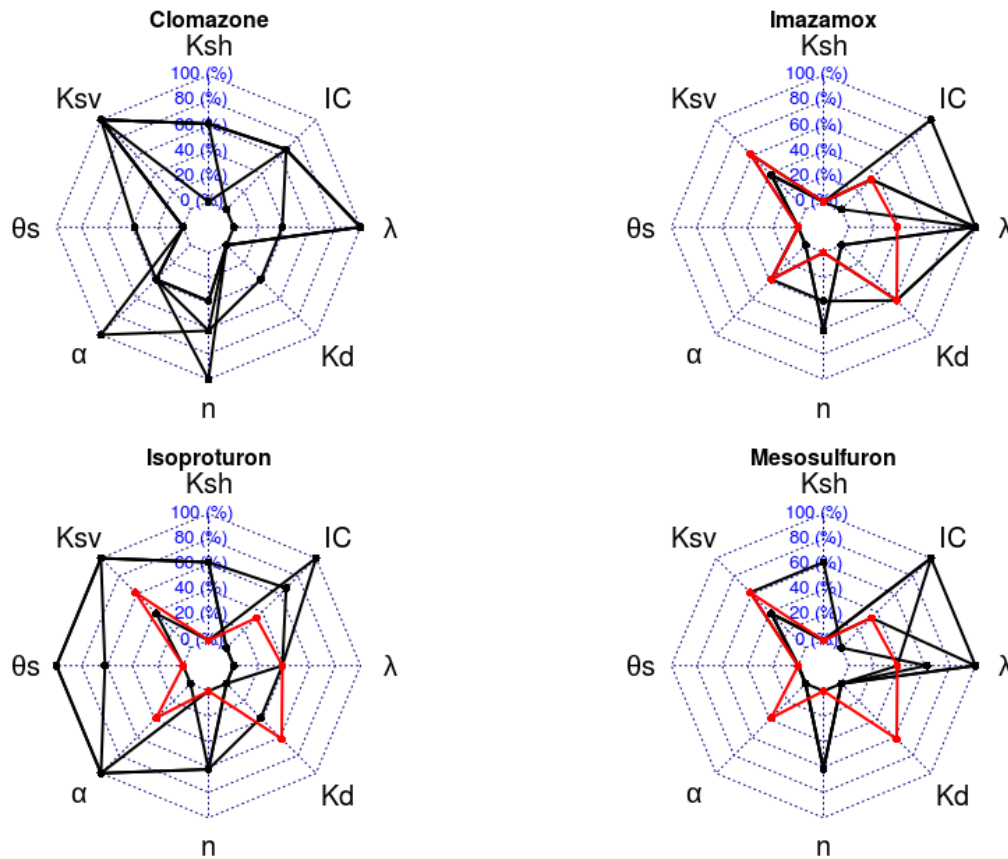 Clomazone
Ksh
100 (%)
80 (%)
60 (%)
40 (%)
20 (%)
0 (%)
Ksv
IC
θs
λ
α
Kd
n
Imazamox
Ksh
100 (%)
80 (%)
60 (%)
40 (%)
20 (%)
0 (%)
Ksv
IC
θs
λ
α
Kd
n
Isoproturon
Ksh
100 (%)
80 (%)
60 (%)
40 (%)
20 (%)
0 (%)
Ksv
IC
θs
λ
α
Kd
n
Mesosulfuron
Ksh
100 (%)
80 (%)
60 (%)
40 (%)
20 (%)
0 (%)
Ksv
IC
θs
λ
α
Kd
n